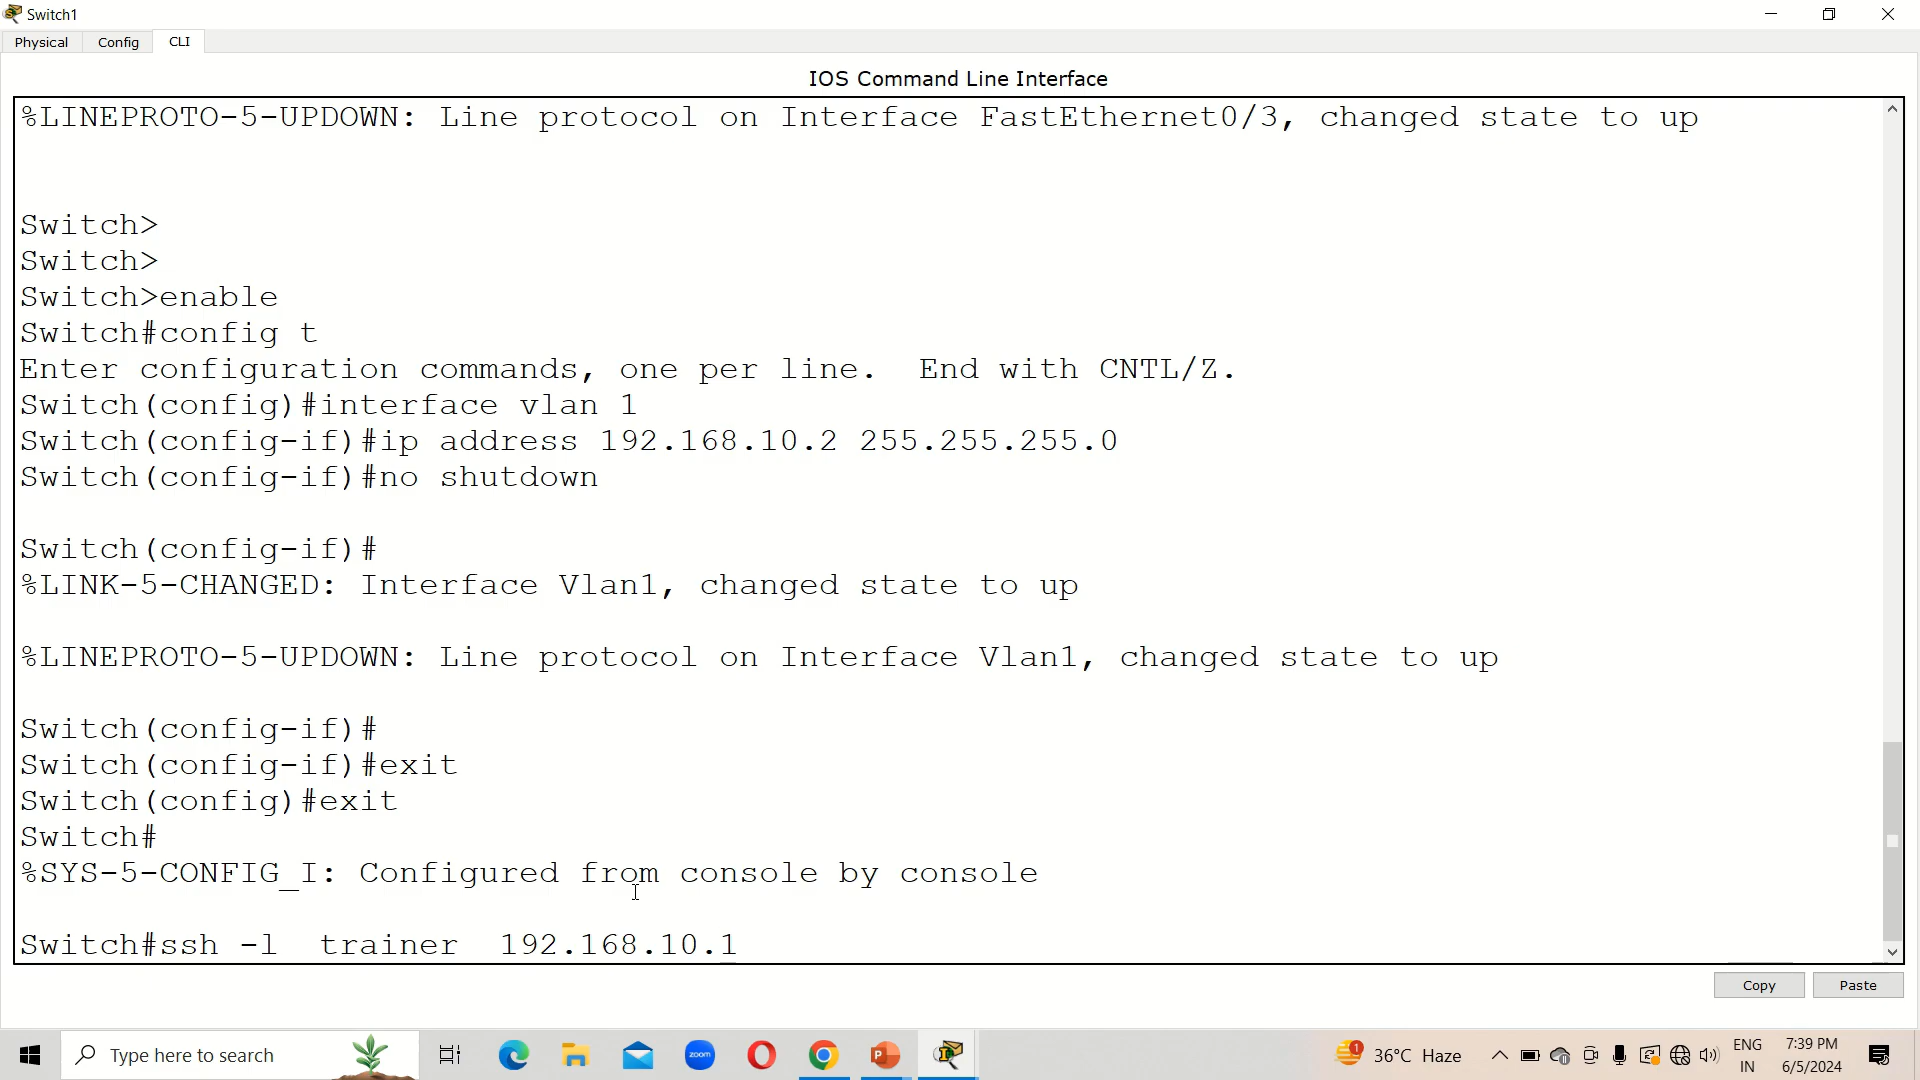 Switch1
Physical Config CLI
IOS Command Line Interface
%LINEPROTO-5-UPDOWN: Line protocol on Interface FastEthernet0/3, changed state to up
Switch>
Switch>
Switch>enable
Switch#config t
Enter configuration commands, one per line.  End with CNTL/Z.
Switch(config)#interface vlan 1
Switch(config-if)#ip address 192.168.10.2 255.255.255.0
Switch(config-if)#no shutdown
Switch(config-if)#
%LINK-5-CHANGED: Interface Vlan1, changed state to up
%LINEPROTO-5-UPDOWN: Line protocol on Interface Vlan1, changed state to up
Switch(config-if)#
Switch(config-if)#exit
Switch(config)#exit
Switch#
%SYS-5-CONFIG_I: Configured from console by console
Switch#ssh -l  trainer  192.168.10.1
Copy Paste
Type here to search zoom 1 36°C Haze ENG 7:39 PM
IN 6/5/2024